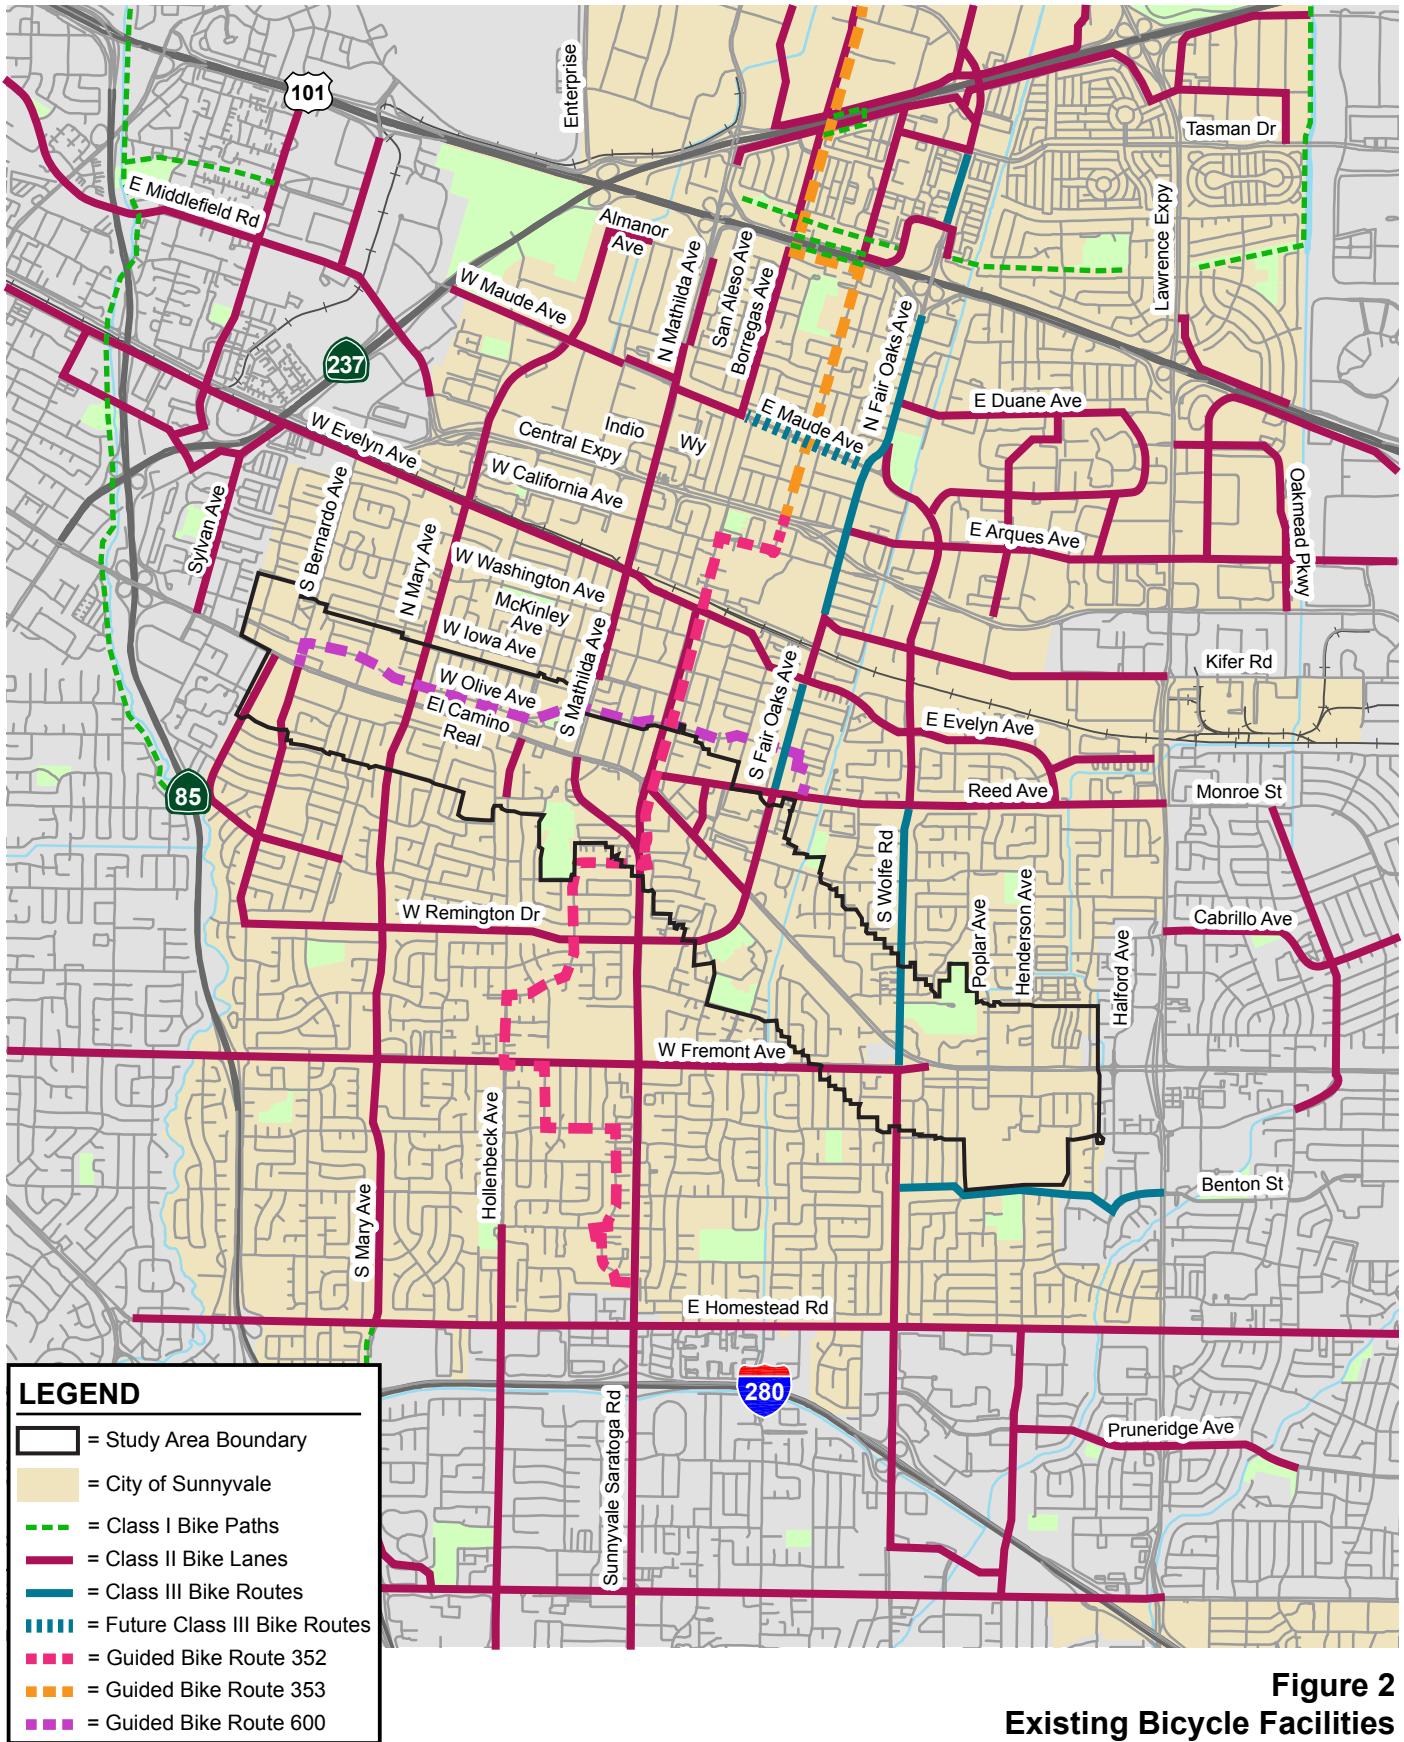 Enterprise
101
Tasman Dr
E Middlefield Rd
Lawrence Expy
Almanor
Ave
N Mathilda Ave
San Aleso Ave
Borregas Ave
W Maude Ave
N Fair Oaks Ave
237
E Duane Ave
E Maude Ave
W Evelyn Ave
Indio
Wy
Central Expy
W California Ave
Sylvan Ave
S Bernardo Ave
Oakmead Pkwy
E Arques Ave
N Mary Ave
W Washington Ave
McKinley
Ave
W Iowa Ave
S Mathilda Ave
Kifer Rd
W Olive Ave
El Camino
Real
S Fair Oaks Ave
E Evelyn Ave
85
Reed Ave
Monroe St
S Wolfe Rd
W Remington Dr
Poplar Ave
Henderson Ave
Cabrillo Ave
Halford Ave
W Fremont Ave
Hollenbeck Ave
Benton St
S Mary Ave
E Homestead Rd
280
Sunnyvale Saratoga Rd
Pruneridge Ave
LEGEND
= Study Area Boundary
= City of Sunnyvale
= Class I Bike Paths
= Class II Bike Lanes
= Class III Bike Routes
= Future Class III Bike Routes
= Guided Bike Route 352
= Guided Bike Route 353
= Guided Bike Route 600
Figure 2
Existing Bicycle Facilities